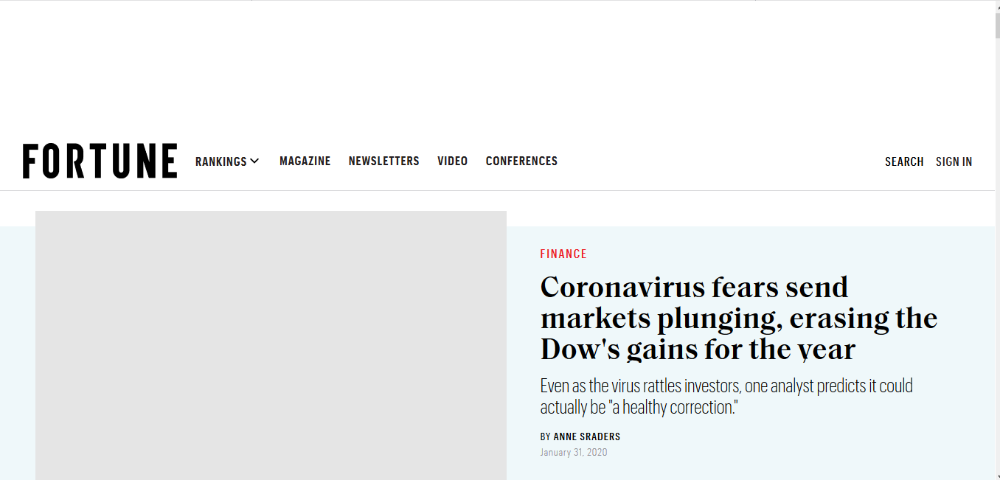 FORTUNE RANKINGS MAGAZINE NEWSLETTERS VIDEO CONFERENCES SEARCH SIGN IN
FINANCE
Coronavirus fears send
markets plunging, erasing the
Dow's gains for the year
Even as the virus rattles investors, one analyst predicts it could
actually be "a healthy correction."
BY ANNE SRADERS
January 31, 2020